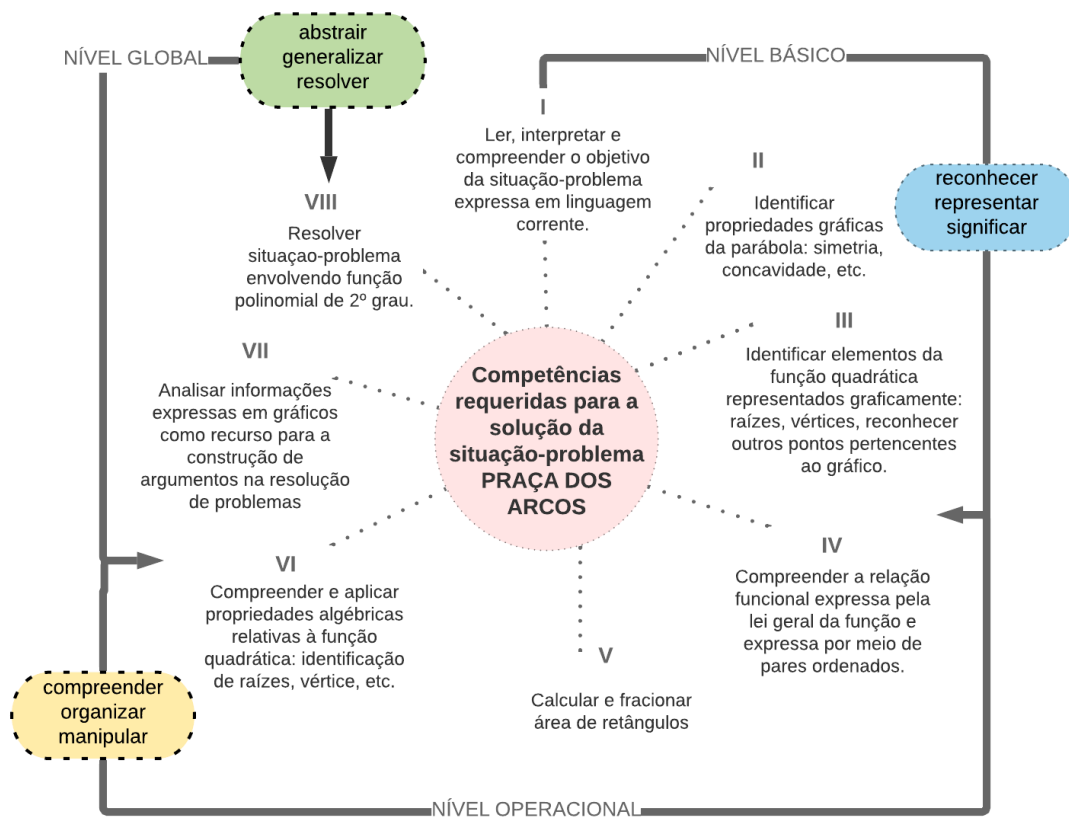 NÍVEL GLOBAL
abstrair
generalizar
resolver
NÍVEL BÁSICO
I
Ler, interpretar e
compreender o objetivo
da situação-problema
expressa em linguagem
corrente.
II
Identificar
propriedades gráficas
da parábola: simetria,
concavidade, etc.
reconhecer
representar
significar
III
Identificar elementos da
função quadrática
representados graficamente:
raízes, vértices, reconhecer
outros pontos pertencentes
ao gráfico.
IV
Compreender a relação
funcional expressa pela
lei geral da função e
expressa por meio de
pares ordenados.
V
Calcular e fracionar
área de retângulos
VI
Compreender e aplicar
propriedades algébricas
relativas à função
quadrática: identificação
de raízes, vértice, etc.
VII
Analisar informações
expressas em gráficos
como recurso para a
construção de
argumentos na resolução
de problemas
VIII
Resolver
situaçao-problema
envolvendo função
polinomial de 2º grau.
Competências
requeridas para a
solução da
situação-problema
PRAÇA DOS
ARCOS
compreender
organizar
manipular
NÍVEL OPERACIONAL